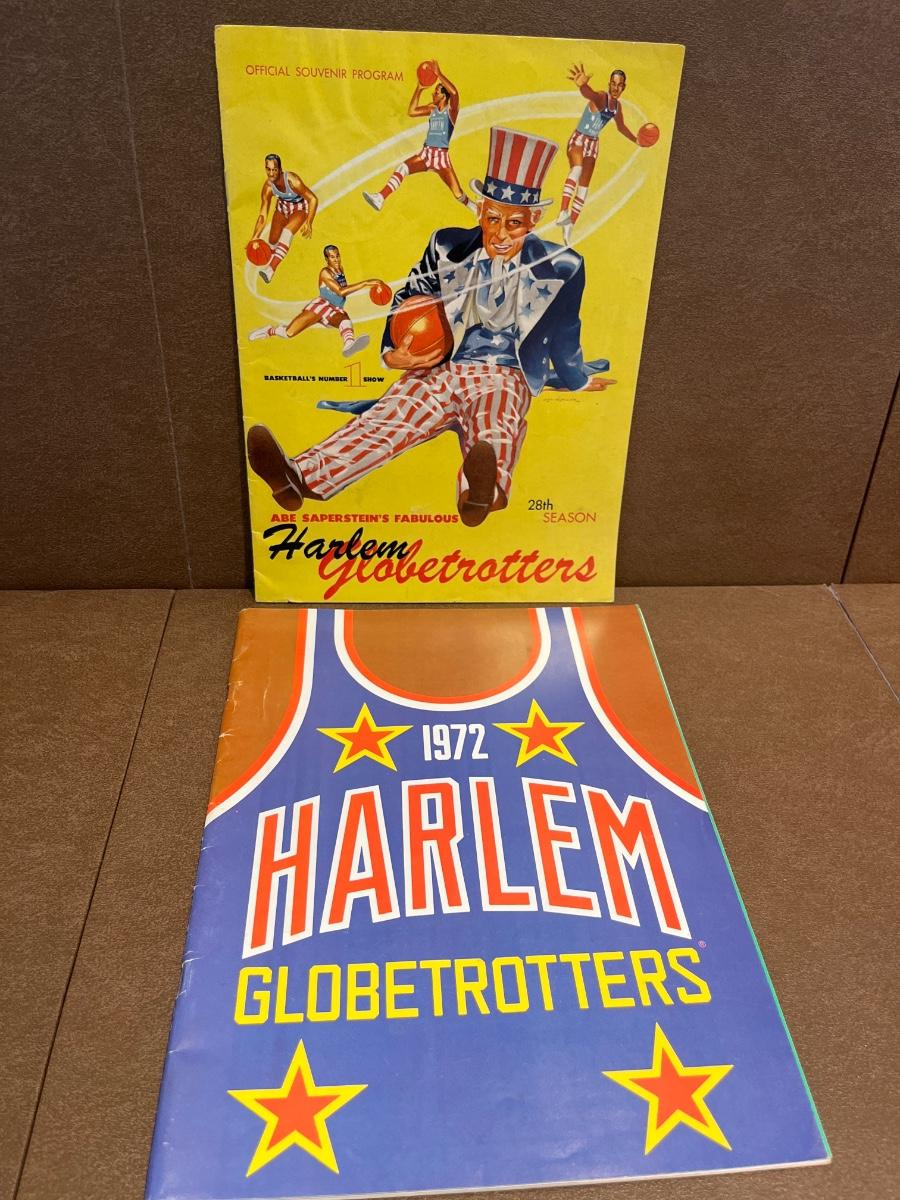 OFFICIAL SOUVENIR PROGRAM
BASKETBALL'S NUMBER 1 SHOW
28th
SEASON
ABE SAPERSTEIN'S FABULOUS
Harlem
Globetrotters
1972
HARLEM
GLOBETROTTERS®